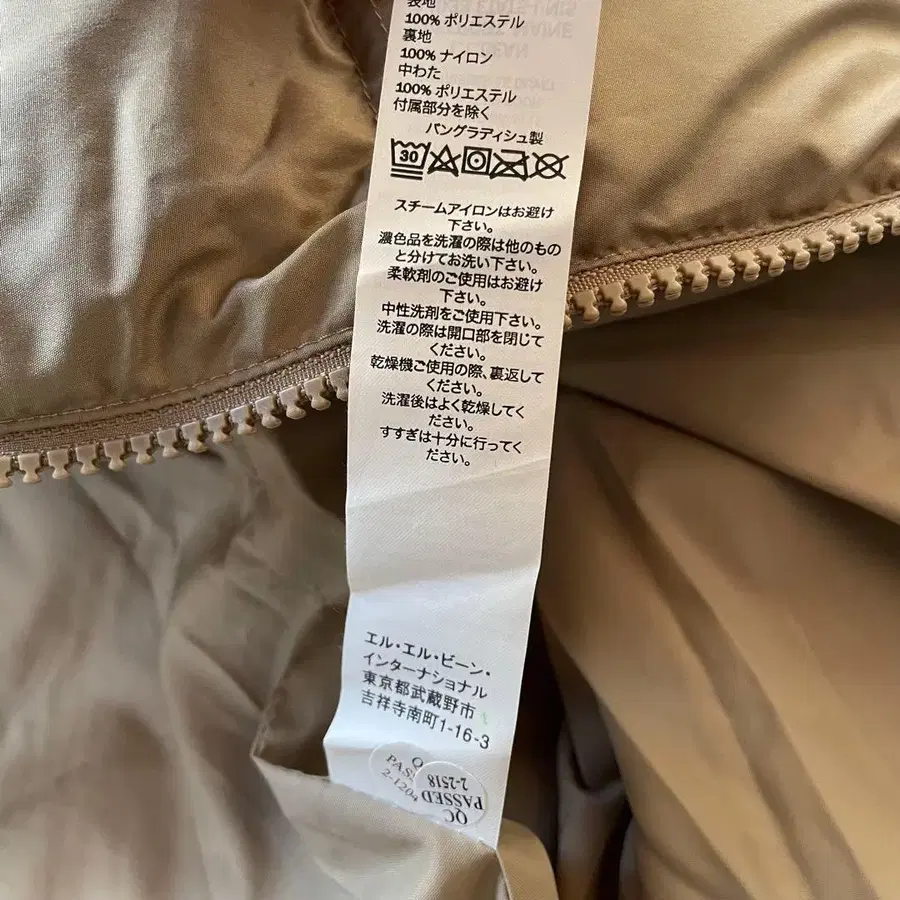 表地
100% ポリエステル
裏地
100% ナイロン
中わた
100% ポリエステル
付属部分を除く
バングラディシュ製
30
スチームアイロンはお避け
下さい。
濃色品を洗濯の際は他のもの
と分けてお洗い下さい。
柔軟剤のご使用はお避け
下さい。
中性洗剤をご使用下さい。
洗濯の際は開口部を閉じて
ください。
乾燥機ご使用の際、裏返して
ください。
洗濯後はよく乾燥してく
ださい。
すすぎは十分に行ってく
ださい。
エル・エル・ビーン・
インターナショナル
東京都武蔵野市
吉祥寺南町1-16-3
QC
PASSED
2-2518
2-1204